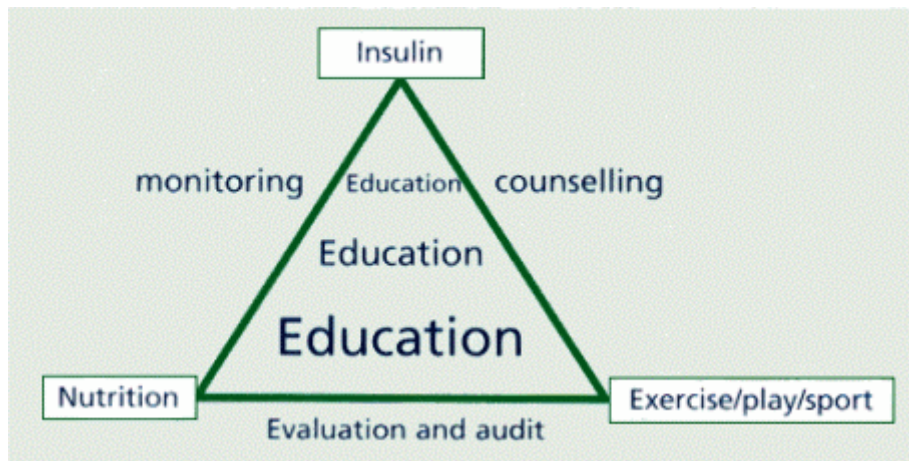 Insulin
monitoring Education counselling
Education
Education
Nutrition Exercise/play/sport
Evaluation and audit